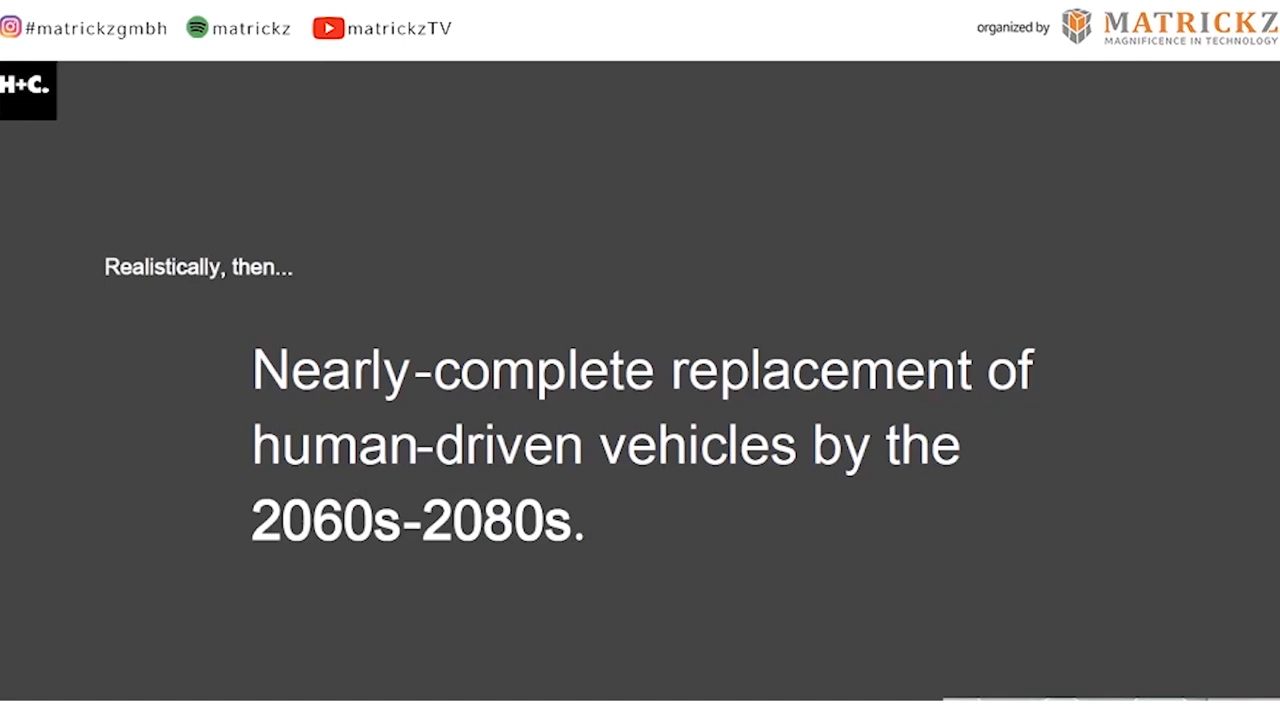 #matrickzgmbh matrickz matrickzTV organized by MATRICKZ
MAGNIFICENCE IN TECHNOLOGY
H+C.
Realistically, then...
Nearly-complete replacement of
human-driven vehicles by the
2060s-2080s.